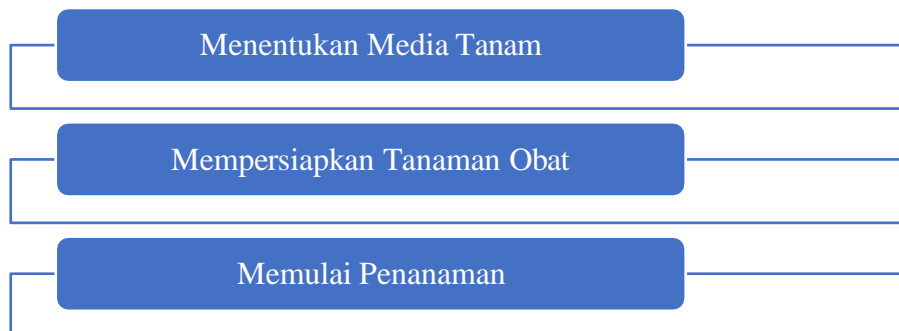 Menentukan Media Tanam
Mempersiapkan Tanaman Obat
Memulai Penanaman